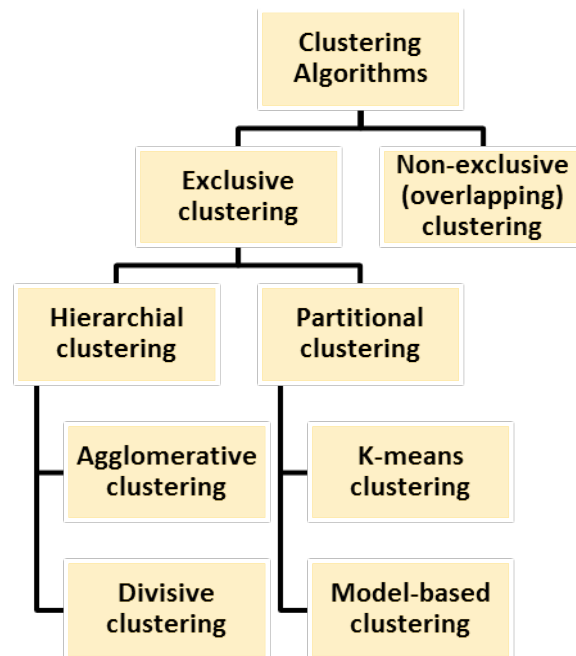 Clustering
Algorithms
Exclusive
clustering
Non-exclusive
(overlapping)
clustering
Hierarchial
clustering
Partitional
clustering
Agglomerative
clustering
K-means
clustering
Divisive
clustering
Model-based
clustering